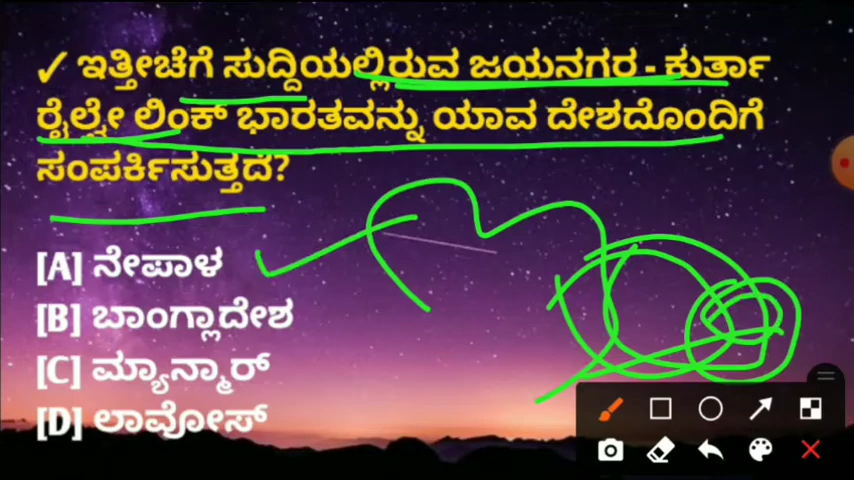 ✓ ಇತ್ತೀಚೆಗೆ ಸುದ್ದಿಯಲ್ಲಿರುವ ಜಯನಗರ - ಕುರ್ತಾ
ರೈಲ್ವೇ ಲಿಂಕ್ ಭಾರತವನ್ನು ಯಾವ ದೇಶದೊಂದಿಗೆ
ಸಂಪರ್ಕಿಸುತ್ತದೆ?
[A] ನೇಪಾಳ
[B] ಬಾಂಗ್ಲಾದೇಶ
[C] ಮ್ಯಾನ್ಮಾರ್
[D] ಲಾವೋಸ್